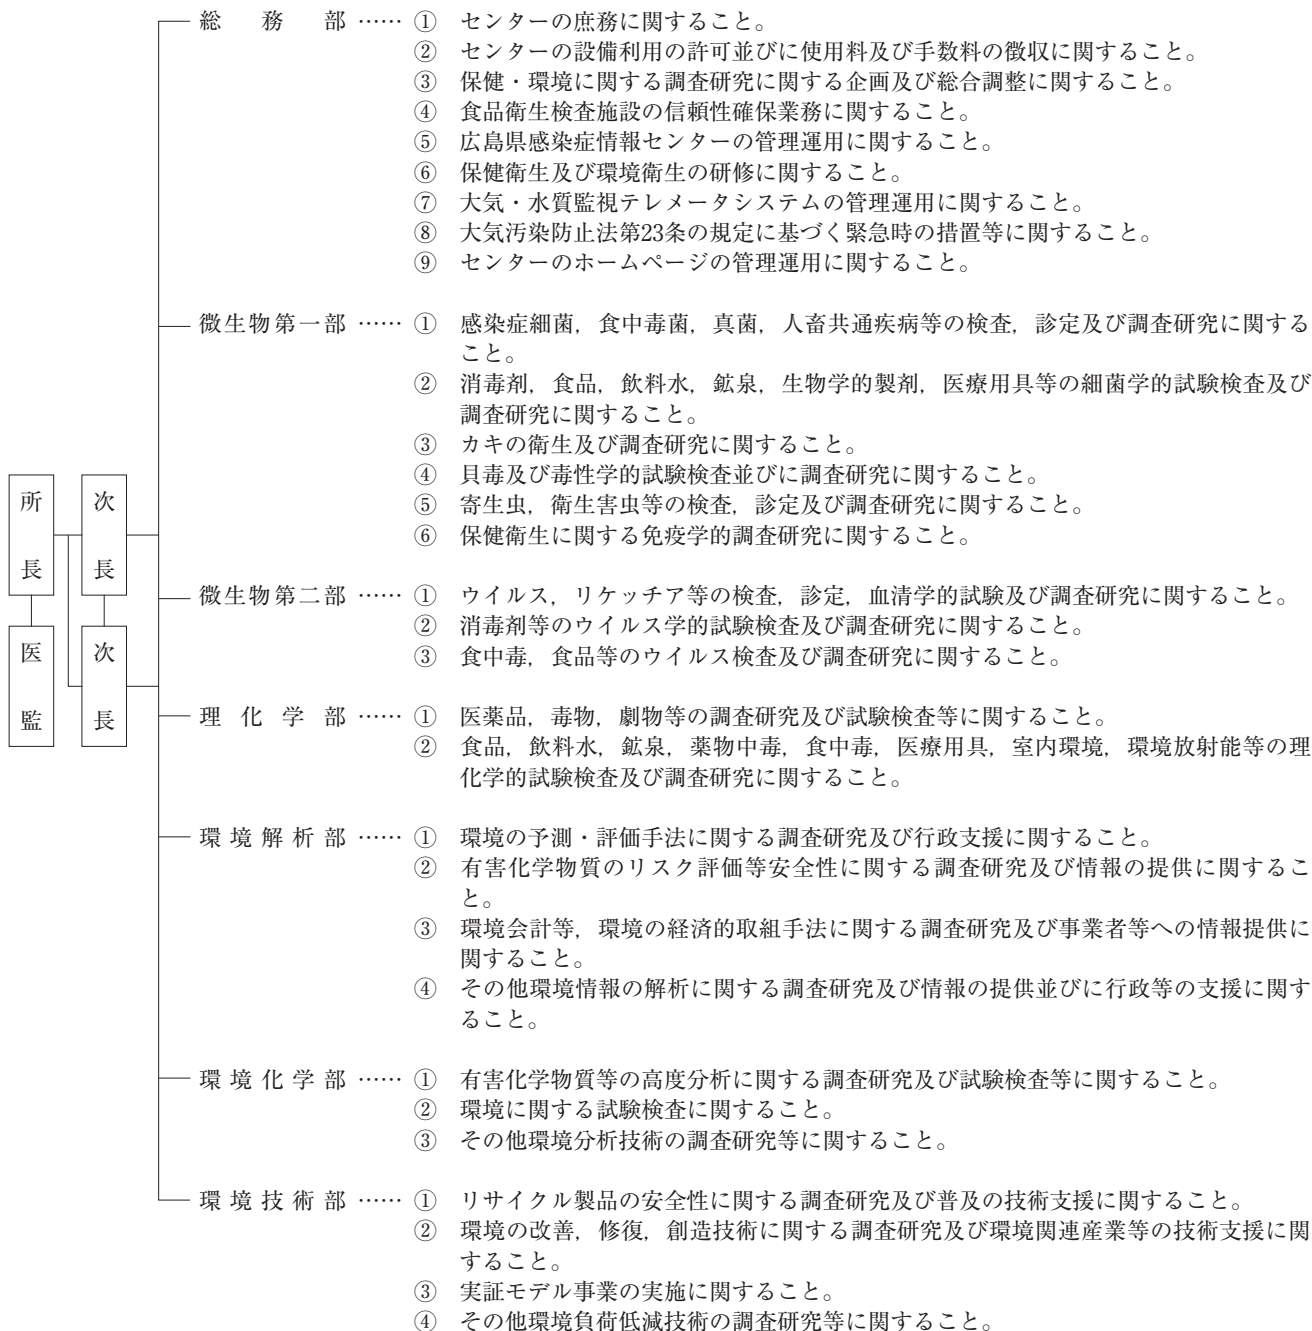 総務部 …… ① センターの庶務に関すること。
② センターの設備利用の許可並びに使用料及び手数料の徴収に関すること。
③ 保健・環境に関する調査研究に関する企画及び総合調整に関すること。
④ 食品衛生検査施設の信頼性確保業務に関すること。
⑤ 広島県感染症情報センターの管理運用に関すること。
⑥ 保健衛生及び環境衛生の研修に関すること。
⑦ 大気・水質監視テレメータシステムの管理運用に関すること。
⑧ 大気汚染防止法第23条の規定に基づく緊急時の措置等に関すること。
⑨ センターのホームページの管理運用に関すること。
微生物第一部 …… ① 感染症細菌，食中毒菌，真菌，人畜共通疾病等の検査，診定及び調査研究に関する
こと。
② 消毒剤，食品，飲料水，鉱泉，生物学的製剤，医療用具等の細菌学的試験検査及び
調査研究に関すること。
③ カキの衛生及び調査研究に関すること。
④ 貝毒及び毒性学的試験検査並びに調査研究に関すること。
⑤ 寄生虫，衛生害虫等の検査，診定及び調査研究に関すること。
⑥ 保健衛生に関する免疫学的調査研究に関すること。
所長
次長
医監
次長
微生物第二部 …… ① ウイルス，リケッチア等の検査，診定，血清学的試験及び調査研究に関すること。
② 消毒剤等のウイルス学的試験検査及び調査研究に関すること。
③ 食中毒，食品等のウイルス検査及び調査研究に関すること。
理化学部 …… ① 医薬品，毒物，劇物等の調査研究及び試験検査等に関すること。
② 食品，飲料水，鉱泉，薬物中毒，食中毒，医療用具，室内環境，環境放射能等の理
化学的試験検査及び調査研究に関すること。
環境解析部 …… ① 環境の予測・評価手法に関する調査研究及び行政支援に関すること。
② 有害化学物質のリスク評価等安全性に関する調査研究及び情報の提供に関するこ
と。
③ 環境会計等，環境の経済的取組手法に関する調査研究及び事業者等への情報提供に
関すること。
④ その他環境情報の解析に関する調査研究及び情報の提供並びに行政等の支援に関す
ること。
環境化学部 …… ① 有害化学物質等の高度分析に関する調査研究及び試験検査等に関すること。
② 環境に関する試験検査に関すること。
③ その他環境分析技術の調査研究等に関すること。
環境技術部 …… ① リサイクル製品の安全性に関する調査研究及び普及の技術支援に関すること。
② 環境の改善，修復，創造技術に関する調査研究及び環境関連産業等の技術支援に関
すること。
③ 実証モデル事業の実施に関すること。
④ その他環境負荷低減技術の調査研究等に関すること。